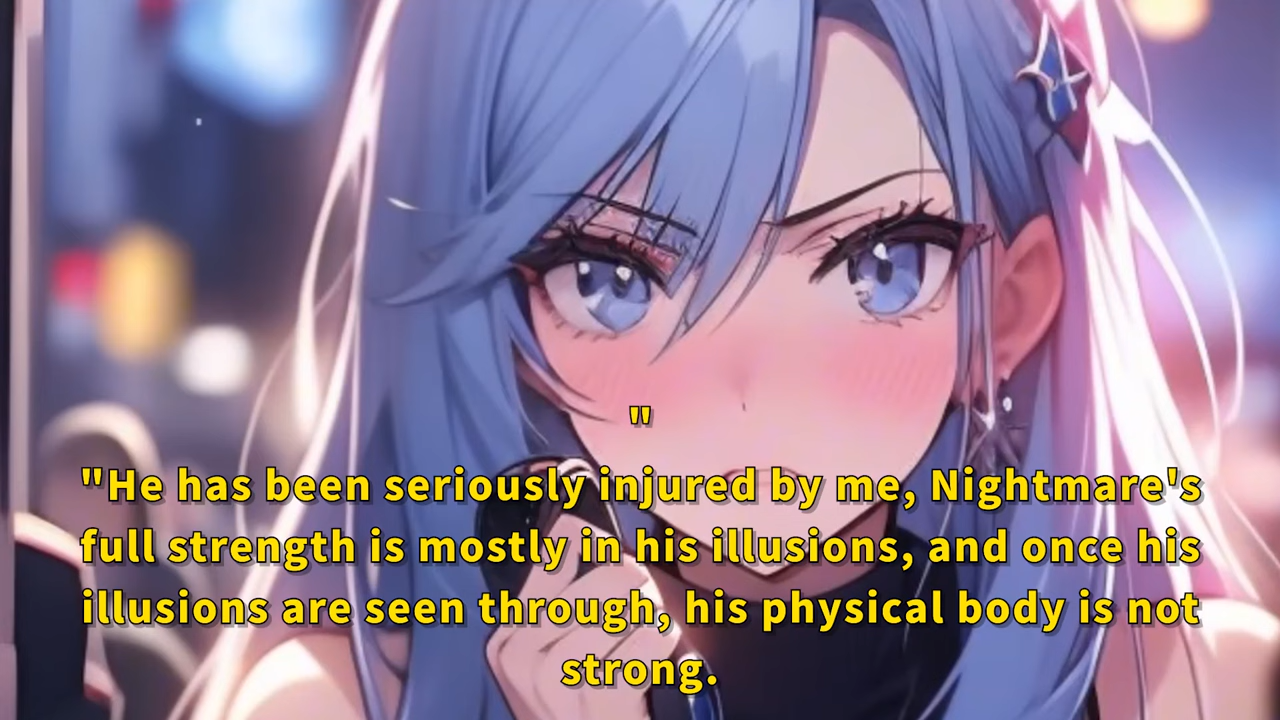 "
"He has been seriously injured by me, Nightmare's
full strength is mostly in his illusions, and once his
illusions are seen through, his physical body is not
strong.